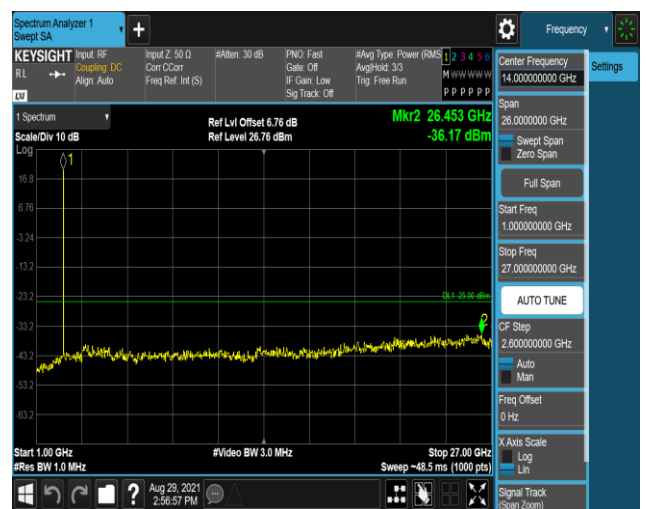 Spectrum Analyzer 1
Swept SA
Frequency
KEYSIGHT
RL
LXI
Input: RF
Coupling: DC
Align: Auto
Input Z: 50 Ω
Corr CCorr
Freq Ref: Int (S)
#Atten: 30 dB
PNO: Fast
Gate: Off
IF Gain: Low
Sig Track: Off
#Avg Type: Power (RMS
Avg|Hold: 3/3
Trig: Free Run
1 2 3 4 5 6
M W W W W W
P P P P P P
1 Spectrum
Scale/Div 10 dB
Log
Ref Lvl Offset 6.76 dB
Ref Level 26.76 dBm
Mkr2 26.453 GHz
-36.17 dBm
1
16.8
6.76
-3.24
-13.2
-23.2
-33.2
-43.2
-53.2
-63.2
DL1 -25.00 dBm
2
Start 1.00 GHz
#Res BW 1.0 MHz
#Video BW 3.0 MHz
Stop 27.00 GHz
Sweep ~48.5 ms (1000 pts)
?
Aug 29, 2021
2:56:57 PM
Center Frequency
14.000000000 GHz
Settings
Span
26.0000000 GHz
Swept Span
Zero Span
Full Span
Start Freq
1.000000000 GHz
Stop Freq
27.000000000 GHz
AUTO TUNE
CF Step
2.600000000 GHz
Auto
Man
Freq Offset
0 Hz
X Axis Scale
Log
Lin
Signal Track
(Span Zoom)